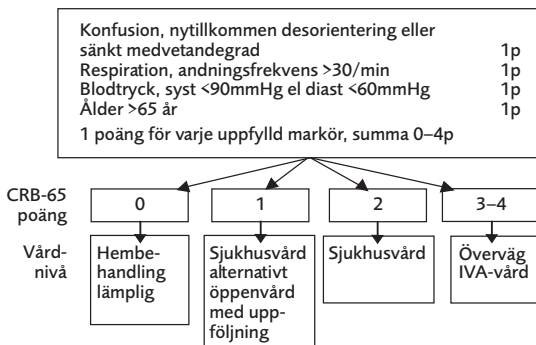 Konfusion, nytillkommen desorientering eller
sänkt medvetandegrad 1p
Respiration, andningsfrekvens >30/min 1p
Blodtryck, syst <90mmHg el diast <60mmHg 1p
Ålder >65 år 1p
1 poäng för varje uppfylld markör, summa 0–4p
CRB-65
poäng
0
1
2
3–4
Vård-
nivå
Hembe-
handling
lämplig
Sjukhusvård
alternativt
öppenvård
med upp-
följning
Sjukhusvård
Överväg
IVA-vård